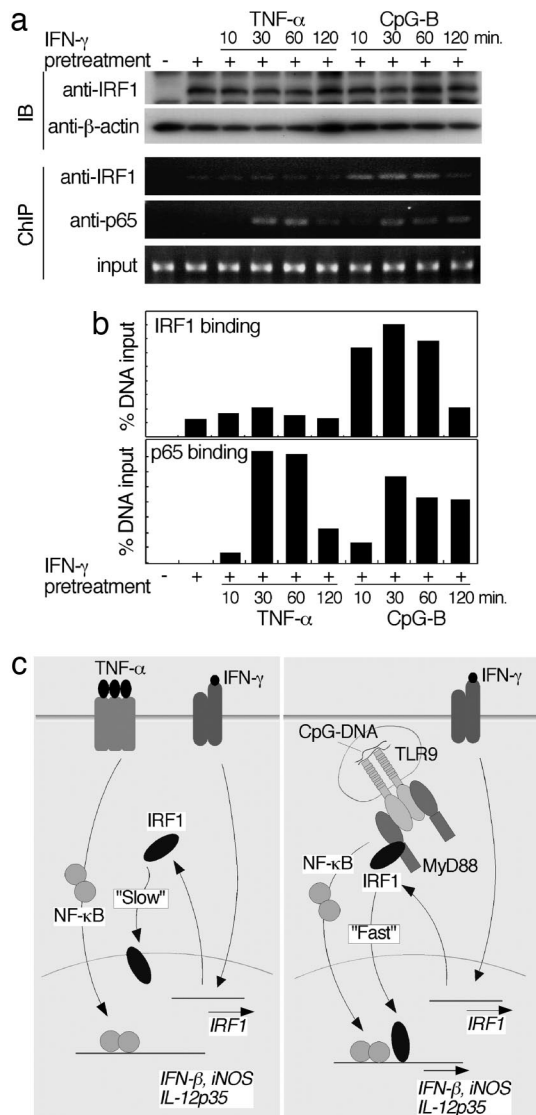 a
TNF-α CpG-B
IFN-γ 10 30 60 120 10 30 60 120 min.
pretreatment - + + + + + + + + +
IB
anti-IRF1
anti-β-actin
ChIP
anti-IRF1
anti-p65
input
b
IRF1 binding
% DNA input
p65 binding
% DNA input
IFN-γ
pretreatment - + + + + + + + + +
10 30 60 120 10 30 60 120 min.
TNF-α CpG-B
c
TNF-α
IFN-γ
IRF1
NF-κB
"Slow"
IRF1
IFN-β, iNOS
IL-12p35
IFN-γ
CpG-DNA
TLR9
NF-κB
MyD88
IRF1
"Fast"
IRF1
IFN-β, iNOS
IL-12p35